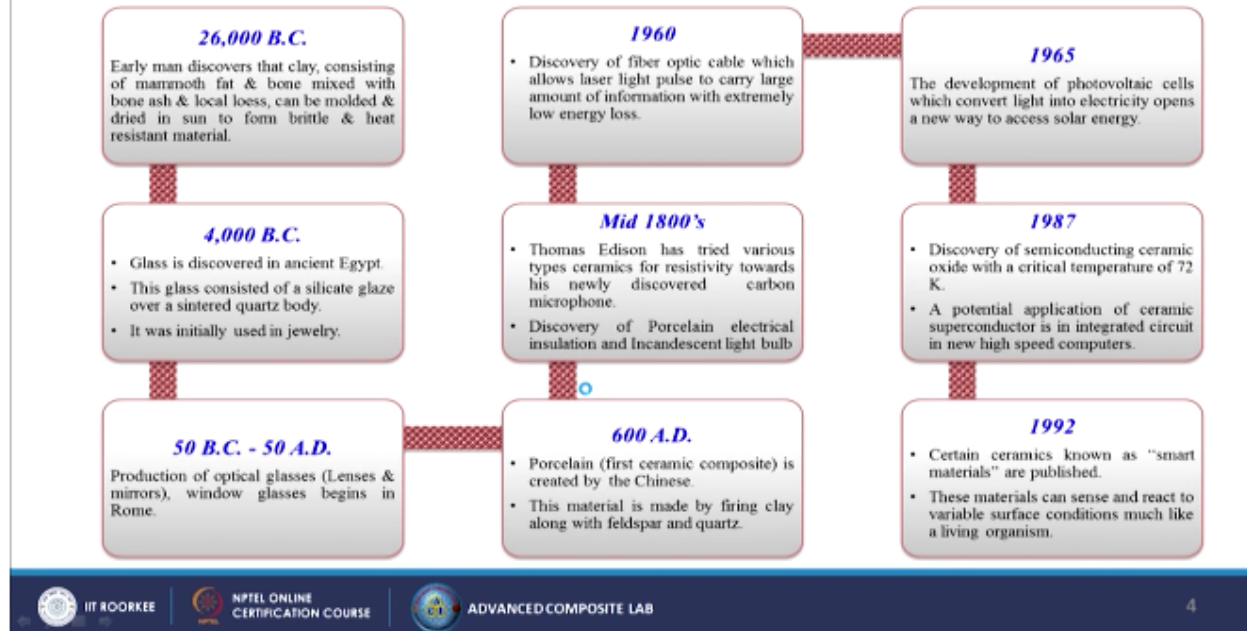 26,000 B.C.
Early man discovers that clay, consisting
of mammoth fat & bone mixed with
bone ash & local loess, can be molded &
dried in sun to form brittle & heat
resistant material.
4,000 B.C.
• Glass is discovered in ancient Egypt.
• This glass consisted of a silicate glaze
over a sintered quartz body.
• It was initially used in jewelry.
50 B.C. - 50 A.D.
Production of optical glasses (Lenses &
mirrors), window glasses begins in
Rome.
600 A.D.
• Porcelain (first ceramic composite) is
created by the Chinese.
• This material is made by firing clay
along with feldspar and quartz.
Mid 1800's
• Thomas Edison has tried various
types ceramics for resistivity towards
his newly discovered carbon
microphone.
• Discovery of Porcelain electrical
insulation and Incandescent light bulb
1960
• Discovery of fiber optic cable which
allows laser light pulse to carry large
amount of information with extremely
low energy loss.
1965
The development of photovoltaic cells
which convert light into electricity opens
a new way to access solar energy.
1987
• Discovery of semiconducting ceramic
oxide with a critical temperature of 72
K.
• A potential application of ceramic
superconductor is in integrated circuit
in new high speed computers.
1992
• Certain ceramics known as "smart
materials" are published.
• These materials can sense and react to
variable surface conditions much like
a living organism.
IIT ROORKEE
NPTEL ONLINE
CERTIFICATION COURSE
ADVANCED COMPOSITE LAB
4